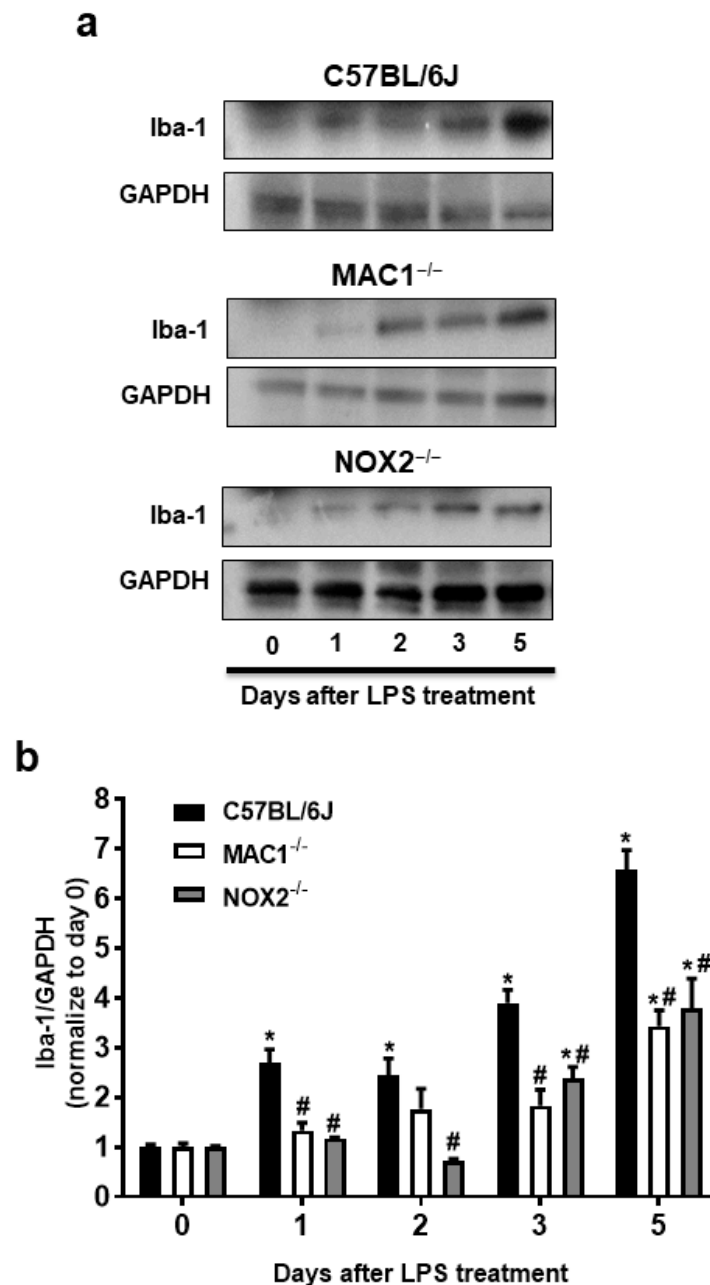 a
C57BL/6J
Iba-1
GAPDH
MAC1⁻/⁻
Iba-1
GAPDH
NOX2⁻/⁻
Iba-1
GAPDH
0 1 2 3 5
Days after LPS treatment
b
8
7
6
5
4
3
2
1
0
Iba-1/GAPDH
(normalize to day 0)
C57BL/6J
MAC1⁻/⁻
NOX2⁻/⁻
* # #
* #
* # *#
* *# *#
0 1 2 3 5
Days after LPS treatment